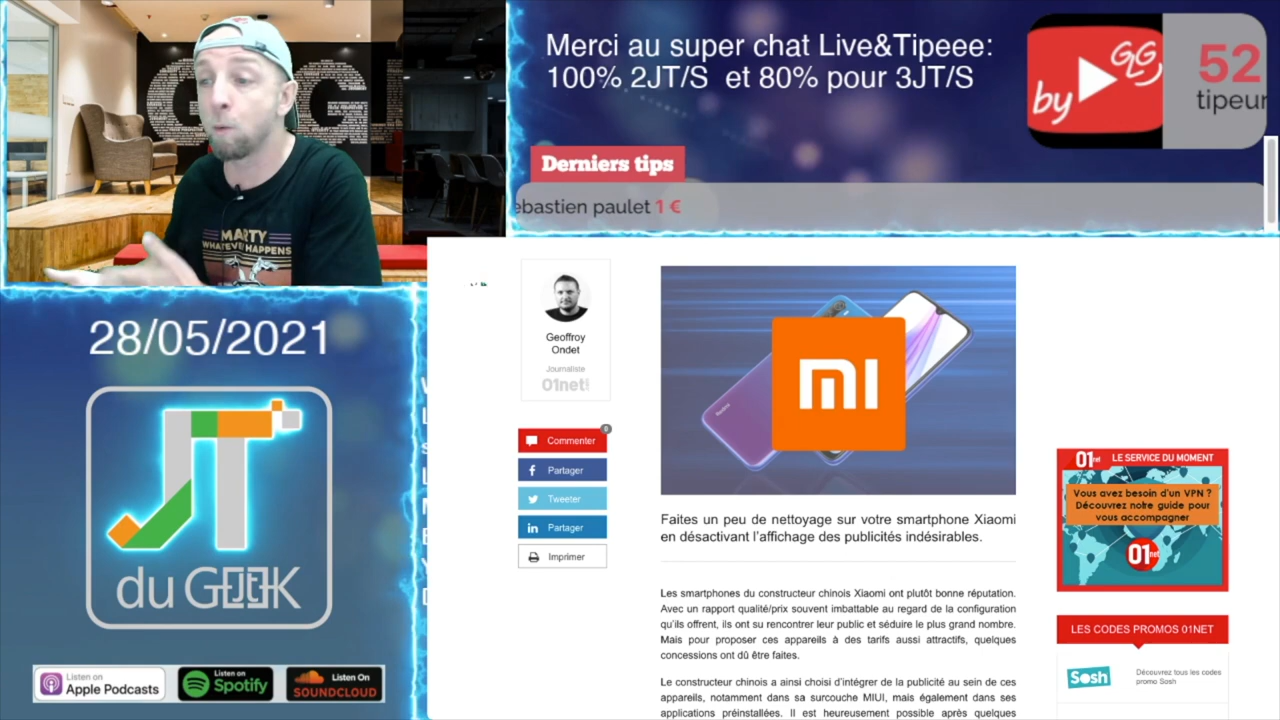 Merci au super chat Live&Tipeee:
100% 2JT/S et 80% pour 3JT/S
by GG
52
tipeur
Derniers tips
ebastien paulet 1 €
MARTY
WHATEVER HAPPENS
28/05/2021
JT
du GEEK
Listen on
Apple Podcasts
Listen on
Spotify
Listen On
SOUNDCLOUD
Geoffroy
Ondet
Journaliste
01net
Commenter
0
Partager
Tweeter
Partager
Imprimer
Redmi
MI
Faites un peu de nettoyage sur votre smartphone Xiaomi
en désactivant l'affichage des publicités indésirables.
Les smartphones du constructeur chinois Xiaomi ont plutôt bonne réputation.
Avec un rapport qualité/prix souvent imbattable au regard de la configuration
qu'ils offrent, ils ont su rencontrer leur public et séduire le plus grand nombre.
Mais pour proposer ces appareils à des tarifs aussi attractifs, quelques
concessions ont dû être faites.
Le constructeur chinois a ainsi choisi d'intégrer de la publicité au sein de ces
appareils, notamment dans sa surcouche MIUI, mais également dans ses
applications préinstallées. Il est heureusement possible après quelques
01net LE SERVICE DU MOMENT
Vous avez besoin d'un VPN ?
Découvrez notre guide pour
vous accompagner
01net
LES CODES PROMOS 01NET
Sosh
Découvrez tous les codes
promo Sosh